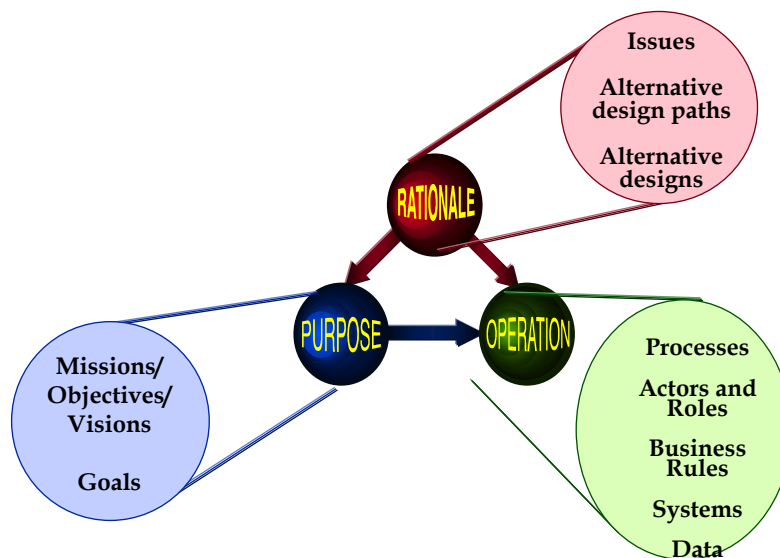 Issues
Alternative
design paths
Alternative
designs
RATIONALE
PURPOSE
OPERATION
Missions/
Objectives/
Visions
Goals
Processes
Actors and
Roles
Business
Rules
Systems
Data